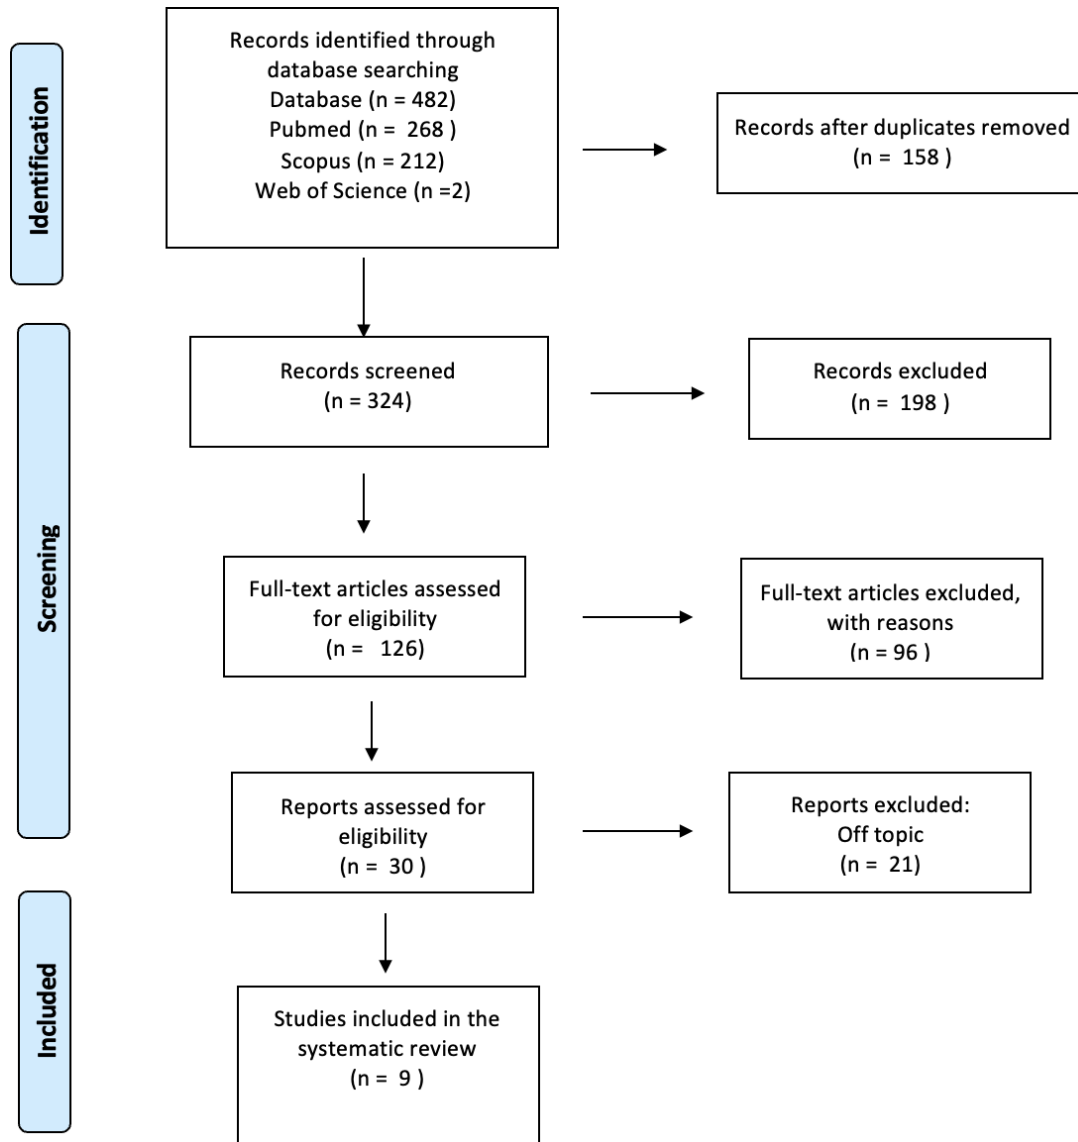 Identification
Records identified through
database searching
Database (n = 482)
Pubmed (n = 268 )
Scopus (n = 212
Web of Science (n =2)
Records after duplicates removed
(n = 158 )
Screening
Records screened
(n = 324)
Records excluded
(n = 198 )
Full-text articles assessed
for eligibility
(n = 126)
Full-text articles excluded,
with reasons
(n = 96 )
Reports assessed for
eligibility
(n = 30 )
Reports excluded:
Off topic
(n = 21)
Included
Studies included in the
systematic review
(n = 9 )